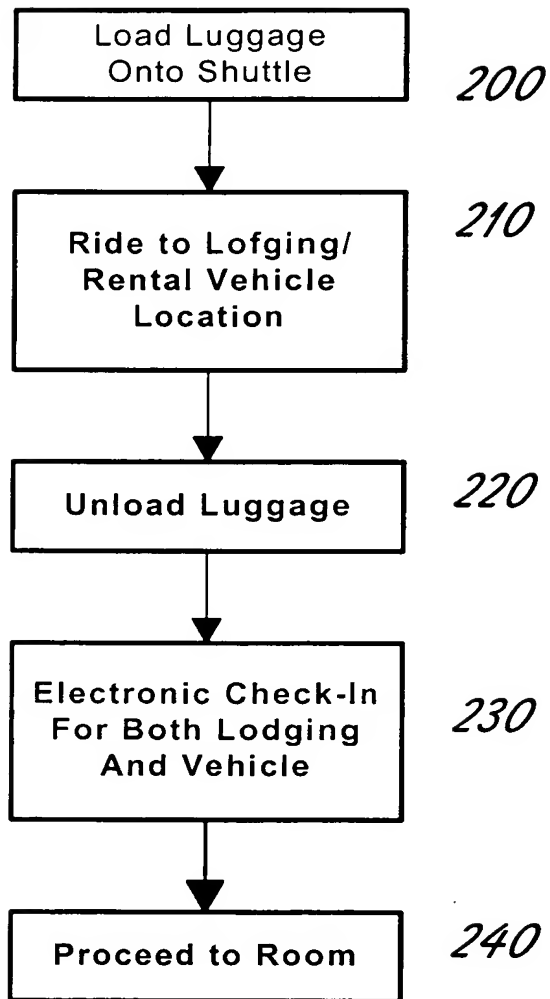 Load Luggage
Onto Shuttle
200
Ride to Lofging/
Rental Vehicle
Location
210
Unload Luggage
220
Electronic Check-In
For Both Lodging
And Vehicle
230
Proceed to Room
240